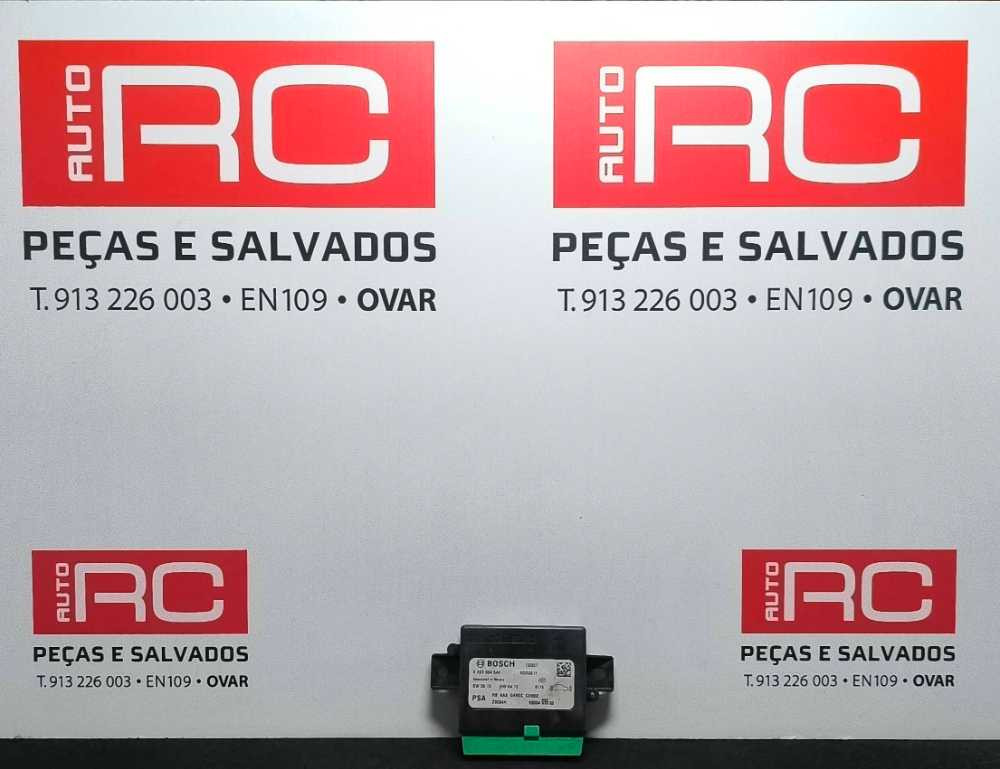 AUTO RC
PEÇAS E SALVADOS
T. 913 226 003 • EN109 • OVAR
AUTO RC
PEÇAS E SALVADOS
T. 913 226 003 • EN109 • OVAR
AUTO RC
PEÇAS E SALVADOS
T. 913 226 003 • EN109 • OVAR
AUTO RC
PEÇAS E SALVADOS
T. 913 226 003 • EN109 • OVAR
BOSCH
PSA